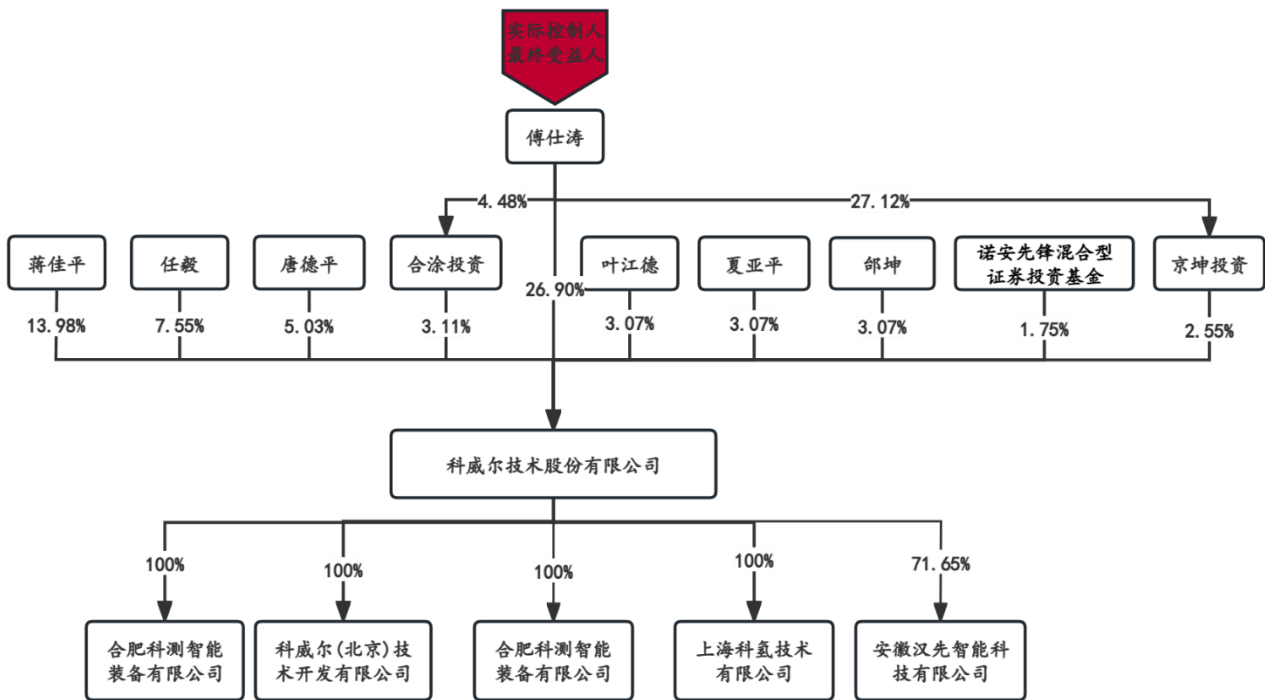 实际控制人
最终受益人
傅仕涛
4.48%
27.12%
蒋佳平
任毅
唐德平
合涂投资
叶江德
夏亚平
邰坤
诺安先锋混合型
证券投资基金
京坤投资
26.90%
13.98%
7.55%
5.03%
3.11%
3.07%
3.07%
3.07%
1.75%
2.55%
科威尔技术股份有限公司
100%
100%
100%
100%
71.65%
合肥科测智能
装备有限公司
科威尔(北京)技
术开发有限公司
合肥科测智能
装备有限公司
上海科氢技术
有限公司
安徽汉先智能科
技有限公司